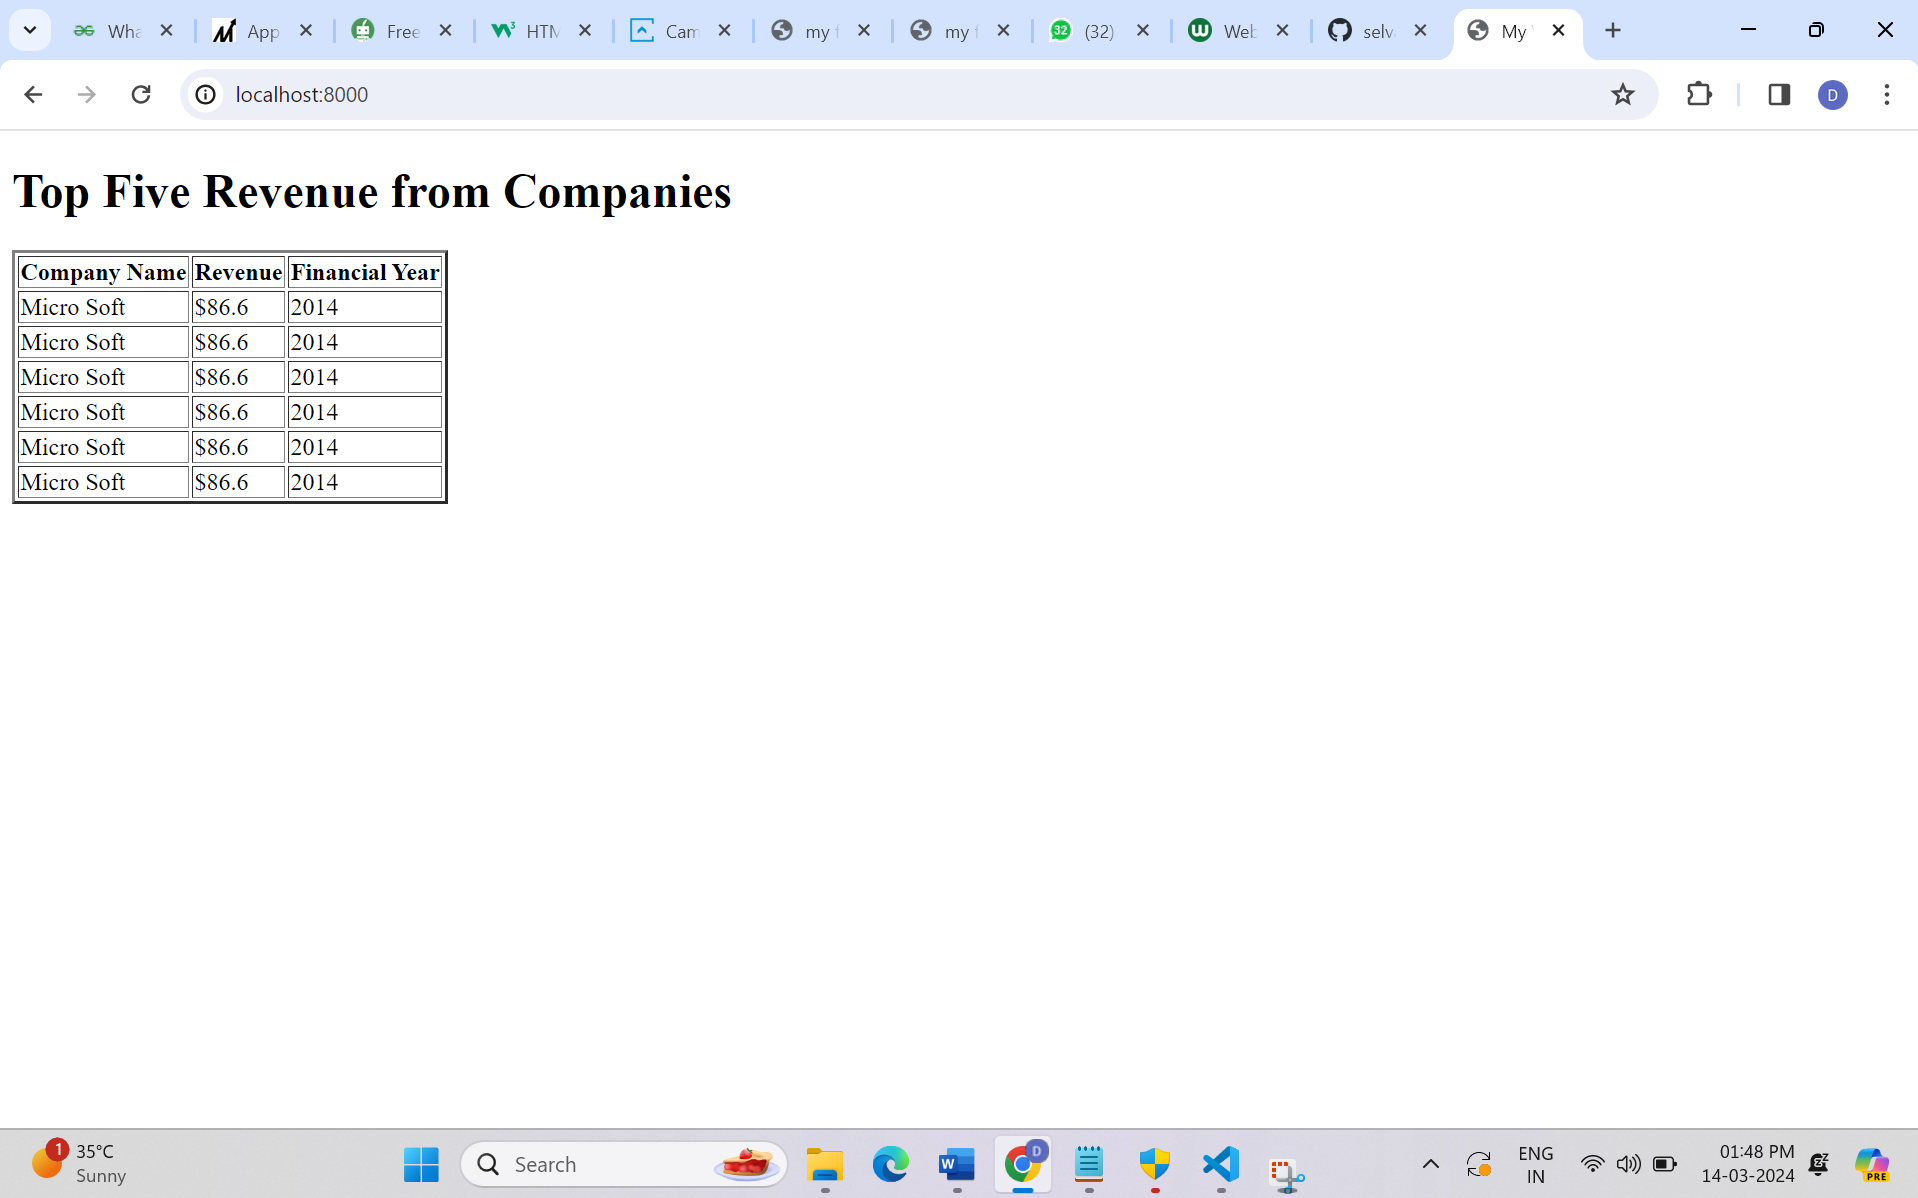 Wha
App
Free
HTM
Cam
my f
my f
32
(32)
Web
selv
My
localhost:8000
D
Top Five Revenue from Companies
Company Name Revenue Financial Year
Micro Soft $86.6 2014
Micro Soft $86.6 2014
Micro Soft $86.6 2014
Micro Soft $86.6 2014
Micro Soft $86.6 2014
Micro Soft $86.6 2014
1
35°C
Sunny
Search
D
ENG
IN
01:48 PM
14-03-2024
PRE